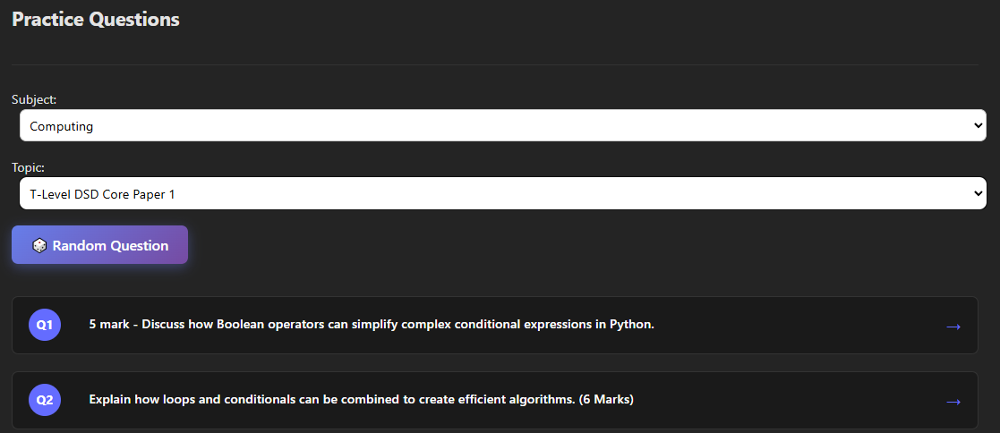 Practice Questions
Subject:
Computing
Topic:
T-Level DSD Core Paper 1
🎲 Random Question
Q1 5 mark - Discuss how Boolean operators can simplify complex conditional expressions in Python. →
Q2 Explain how loops and conditionals can be combined to create efficient algorithms. (6 Marks) →